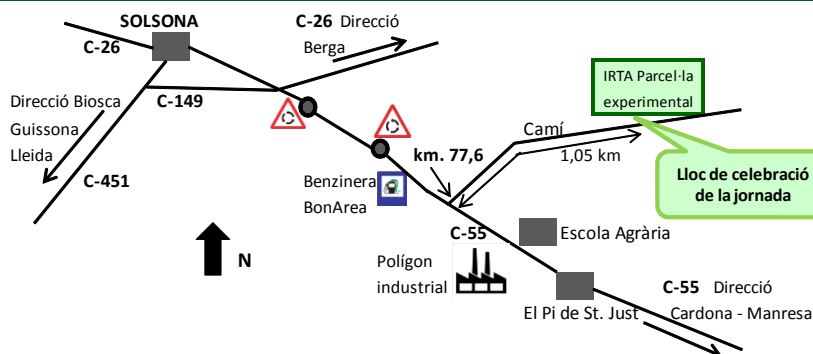 SOLSONA
C-26 Direcció
Berga
C-26
IRTA Parcel·la
experimental
Direcció Biosca
Guissona
Lleida
C-149
Camí
km. 77,6
1,05 km
Lloc de celebració
de la jornada
Benzinera
BonArea
C-451
C-55
Escola Agrària
N
Polígon
industrial
C-55 Direcció
Cardona - Manresa
El Pi de St. Just